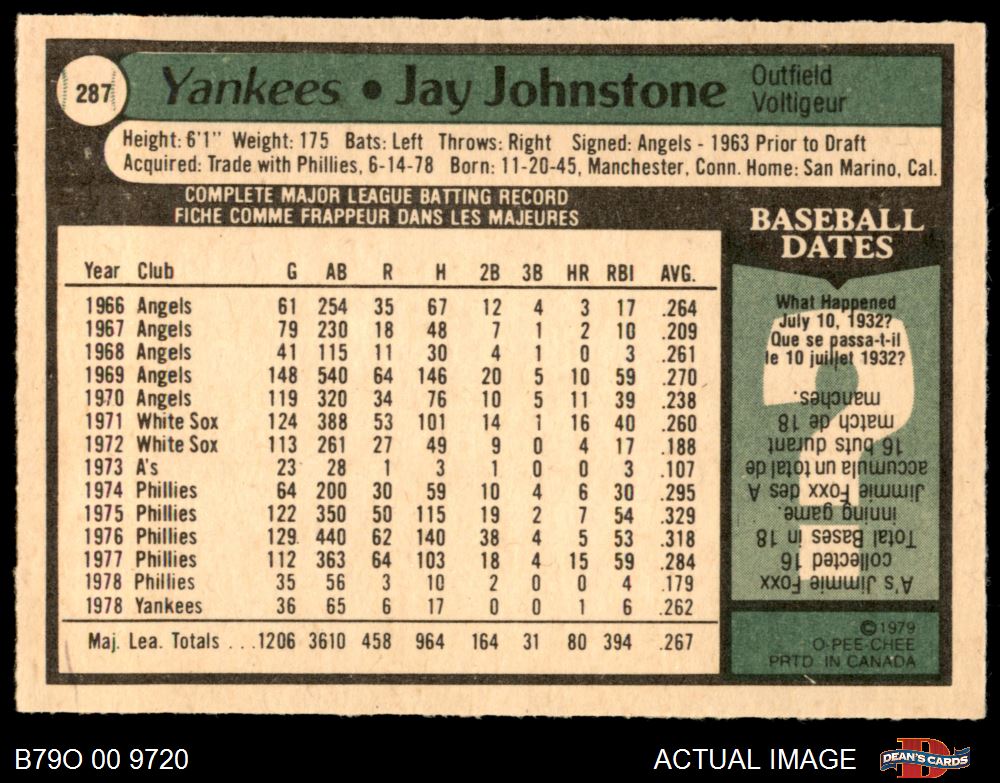 287
Yankees • Jay Johnstone
Outfield
Voltigeur
Height: 6'1" Weight: 175 Bats: Left Throws: Right Signed: Angels - 1963 Prior to Draft
Acquired: Trade with Phillies, 6-14-78 Born: 11-20-45, Manchester, Conn. Home: San Marino, Cal.
COMPLETE MAJOR LEAGUE BATTING RECORD
FICHE COMME FRAPPEUR DANS LES MAJEURES
Year Club G AB R H 2B 3B HR RBI AVG.
1966 Angels 61 254 35 67 12 4 3 17 .264
1967 Angels 79 230 18 48 7 1 2 10 .209
1968 Angels 41 115 11 30 4 1 0 3 .261
1969 Angels 148 540 64 146 20 5 10 59 .270
1970 Angels 119 320 34 76 10 5 11 39 .238
1971 White Sox 124 388 53 101 14 1 16 40 .260
1972 White Sox 113 261 27 49 9 0 4 17 .188
1973 A's 23 28 1 3 1 0 0 3 .107
1974 Phillies 64 200 30 59 10 4 6 30 .295
1975 Phillies 122 350 50 115 19 2 7 54 .329
1976 Phillies 129 440 62 140 38 4 5 53 .318
1977 Phillies 112 363 64 103 18 4 15 59 .284
1978 Phillies 35 56 3 10 2 0 0 4 .179
1978 Yankees 36 65 6 17 0 0 1 6 .262
Maj. Lea. Totals ...1206 3610 458 964 164 31 80 394 .267
BASEBALL
DATES
What Happened
July 10, 1932?
Que se passa-t-il
le 10 juillet 1932?
A's Jimmie Foxx
collected 16
Total Bases in 18
inning game.
Jimmie Foxx des A
accumula un total de
16 buts durant
match de 18
manches.
©1979
O-PEE-CHEE
PRTD. IN CANADA
B79O 00 9720
ACTUAL IMAGE
DEAN'S CARDS